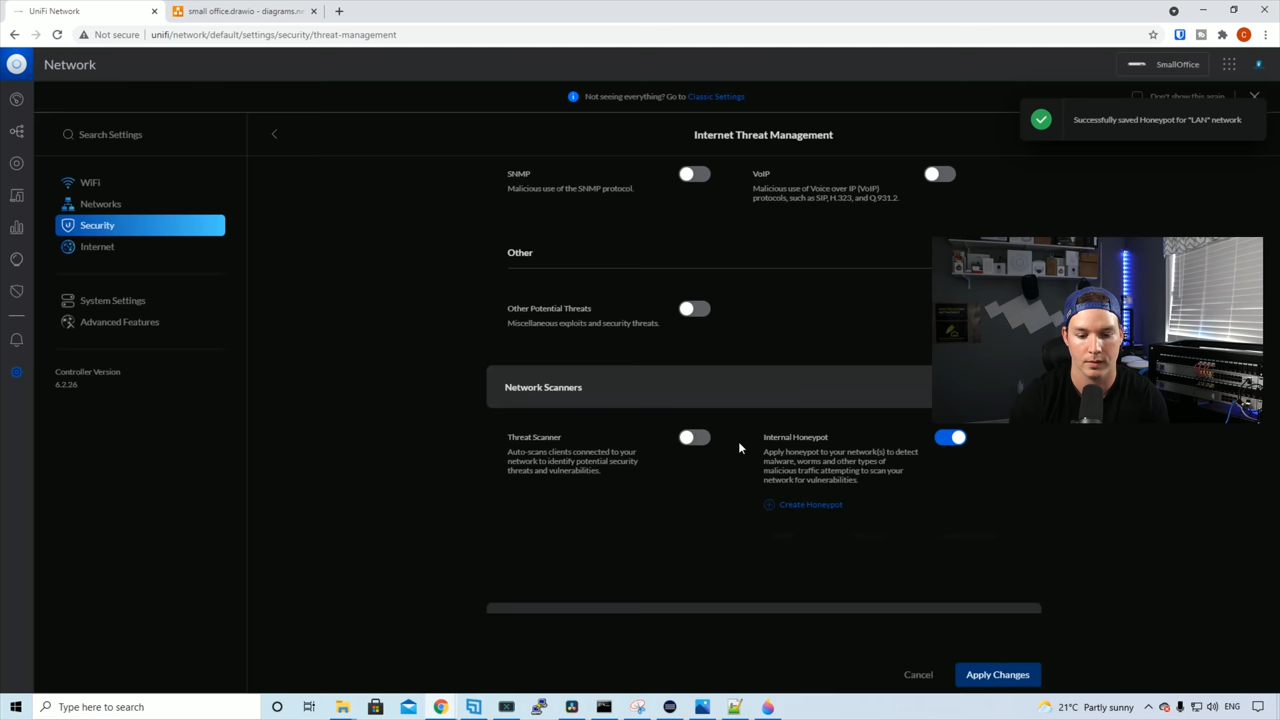 UniFi Network
small office.drawio - diagrams.ne
Not secure
unifi/network/default/settings/security/threat-management
C
Network
SmallOffice
Not seeing everything? Go to Classic Settings
Don't show this again
Successfully saved Honeypot for "LAN" network
Search Settings
Internet Threat Management
WiFi
Networks
Security
Internet
System Settings
Advanced Features
Controller Version
6.2.26
SNMP
Malicious use of the SNMP protocol.
VoIP
Malicious use of Voice over IP (VoIP)
protocols, such as SIP, H.323, and Q.931.2.
Other
Other Potential Threats
Miscellaneous exploits and security threats.
Network Scanners
Threat Scanner
Auto-scans clients connected to your
network to identify potential security
threats and vulnerabilities.
Internal Honeypot
Apply honeypot to your network(s) to detect
malware, worms and other types of
malicious traffic attempting to scan your
network for vulnerabilities.
Create Honeypot
Cancel
Apply Changes
Type here to search
21°C Partly sunny
ENG